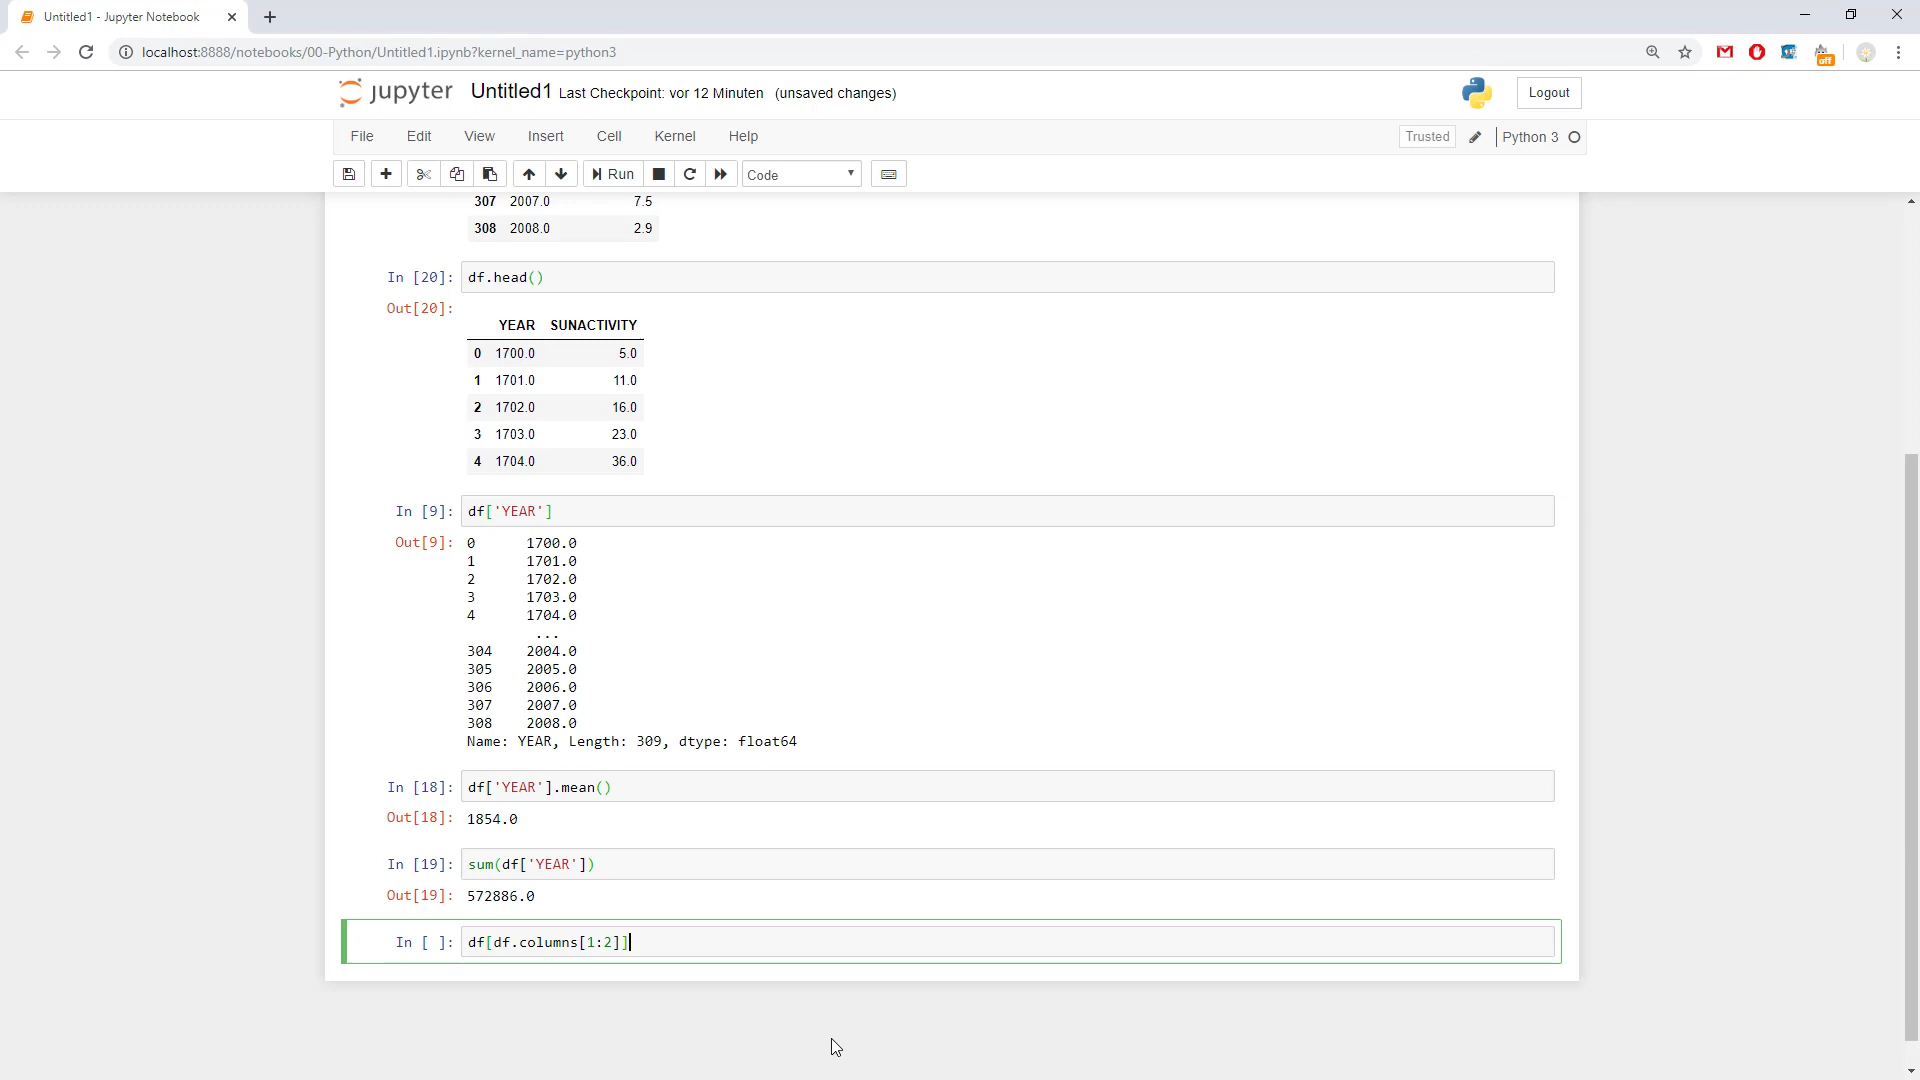 Untitled1 - Jupyter Notebook
localhost:8888/notebooks/00-Python/Untitled1.ipynb?kernel_name=python3
off
jupyter Untitled1 Last Checkpoint: vor 12 Minuten (unsaved changes)
Logout
File Edit View Insert Cell Kernel Help
Trusted Python 3
Run Code
307 2007.0 7.5
308 2008.0 2.9
In [20]: df.head()
Out[20]:
YEAR SUNACTIVITY
0 1700.0 5.0
1 1701.0 11.0
2 1702.0 16.0
3 1703.0 23.0
4 1704.0 36.0
In [9]: df['YEAR']
Out[9]: 0 1700.0
1 1701.0
2 1702.0
3 1703.0
4 1704.0
...
304 2004.0
305 2005.0
306 2006.0
307 2007.0
308 2008.0
Name: YEAR, Length: 309, dtype: float64
In [18]: df['YEAR'].mean()
Out[18]: 1854.0
In [19]: sum(df['YEAR'])
Out[19]: 572886.0
In [ ]: df[df.columns[1:2]]